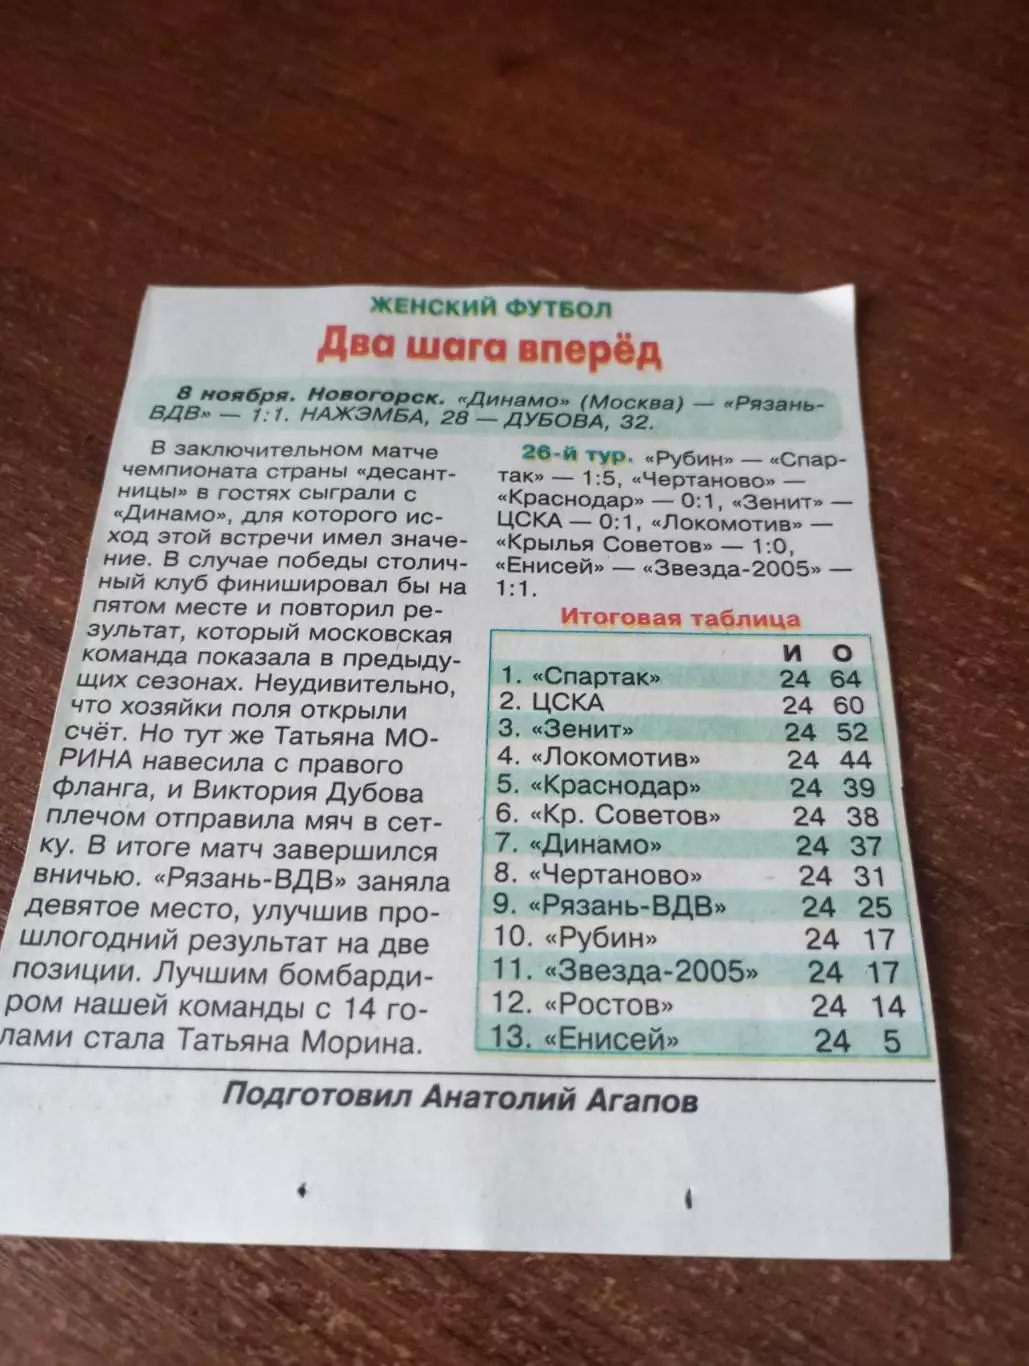 ЖЕНСКИЙ ФУТБОЛ
Два шага вперёд
8 ноября. Новогорск. «Динамо» (Москва) — «Рязань-
ВДВ» — 1:1. НАЖЭМБА, 28 — ДУБОВА, 32.
В заключительном матче
чемпионата страны «десант-
ницы» в гостях сыграли с
«Динамо», для которого ис-
ход этой встречи имел значе-
ние. В случае победы столич-
ный клуб финишировал бы на
пятом месте и повторил ре-
зультат, который московская
команда показала в предыду-
щих сезонах. Неудивительно,
что хозяйки поля открыли
счёт. Но тут же Татьяна МО-
РИНА навесила с правого
фланга, и Виктория Дубова
плечом отправила мяч в сет-
ку. В итоге матч завершился
вничью. «Рязань-ВДВ» заняла
девятое место, улучшив про-
шлогодний результат на две
позиции. Лучшим бомбарди-
ром нашей команды с 14 го-
лами стала Татьяна Морина.
26-й тур. «Рубин» — «Спар-
так» — 1:5, «Чертаново» —
«Краснодар» — 0:1, «Зенит» —
ЦСКА — 0:1, «Локомотив» —
«Крылья Советов» — 1:0,
«Енисей» — «Звезда-2005» —
1:1.
Итоговая таблица
И О
1. «Спартак» 24 64
2. ЦСКА 24 60
3. «Зенит» 24 52
4. «Локомотив» 24 44
5. «Краснодар» 24 39
6. «Кр. Советов» 24 38
7. «Динамо» 24 37
8. «Чертаново» 24 31
9. «Рязань-ВДВ» 24 25
10. «Рубин» 24 17
11. «Звезда-2005» 24 17
12. «Ростов» 24 14
13. «Енисей» 24 5
Подготовил Анатолий Агапов